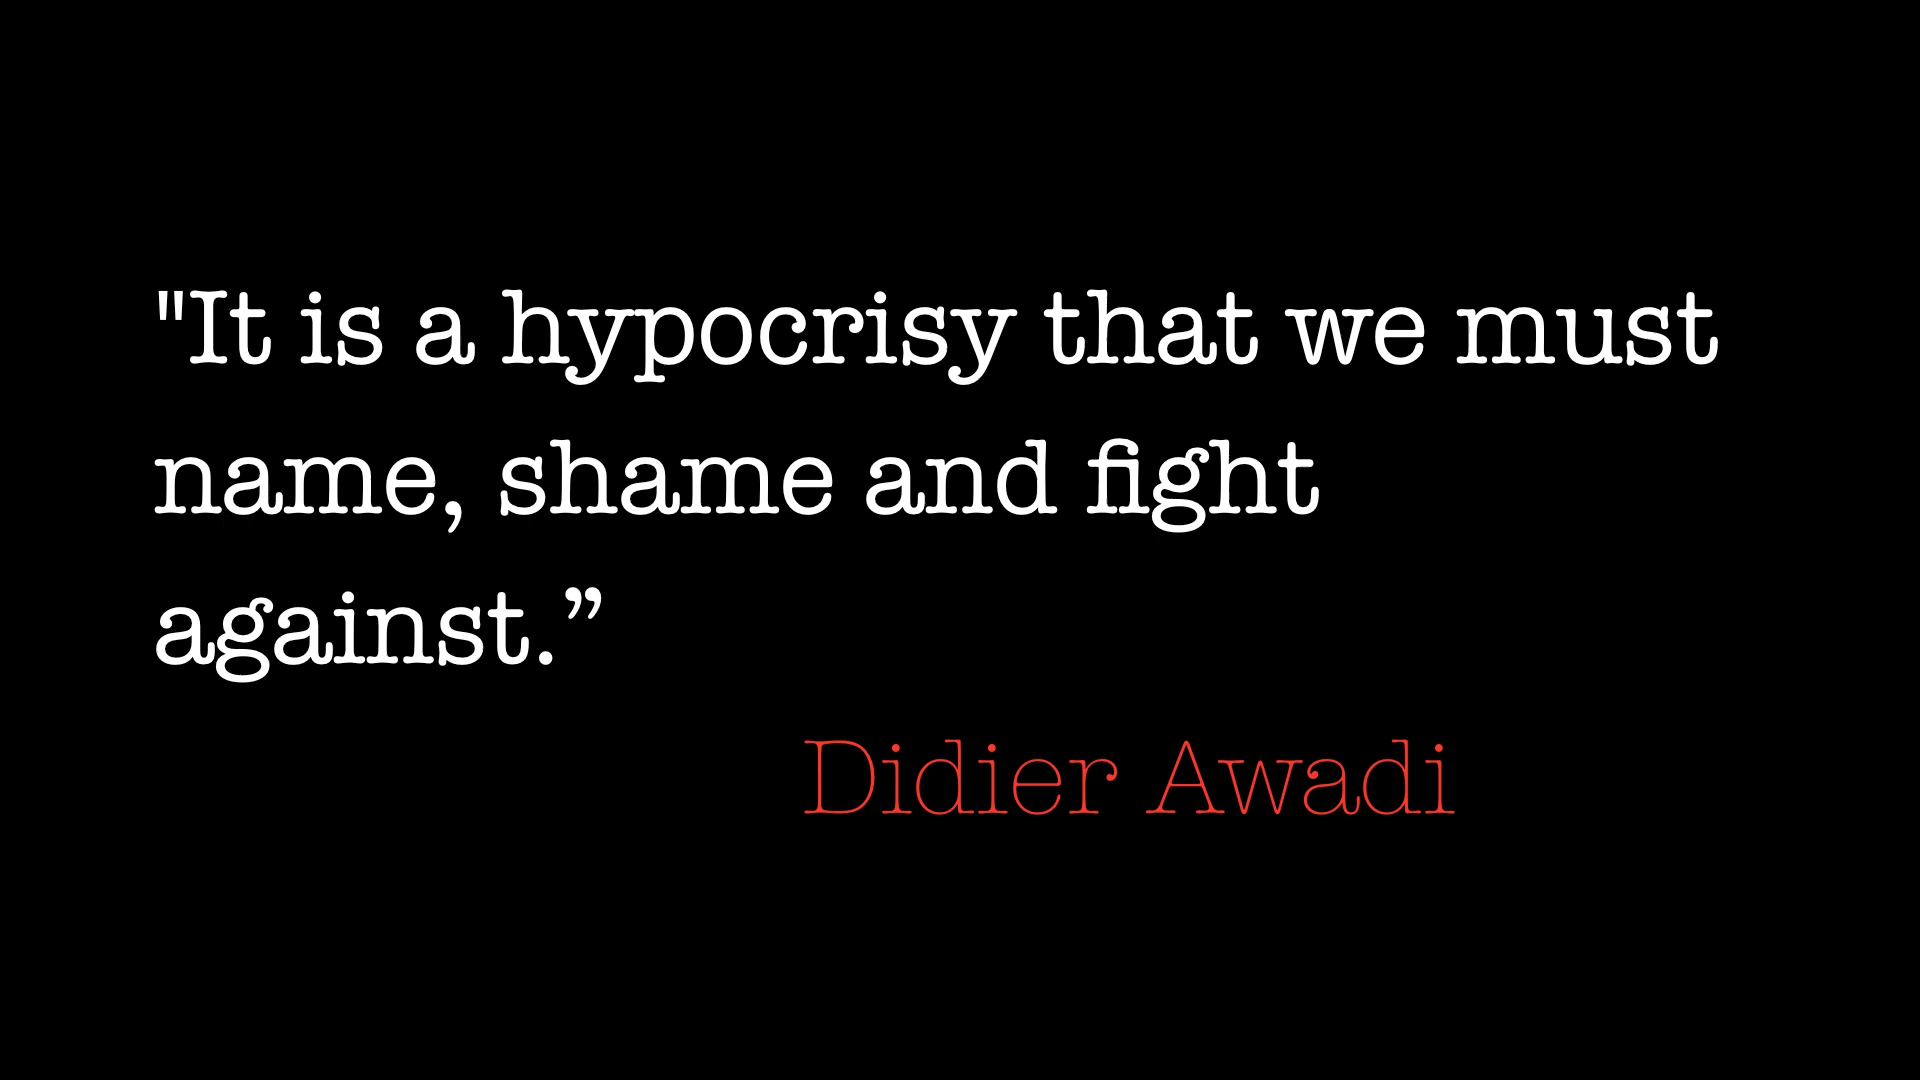 "It is a hypocrisy that we must
name, shame and fight
against.”
Didier Awadi